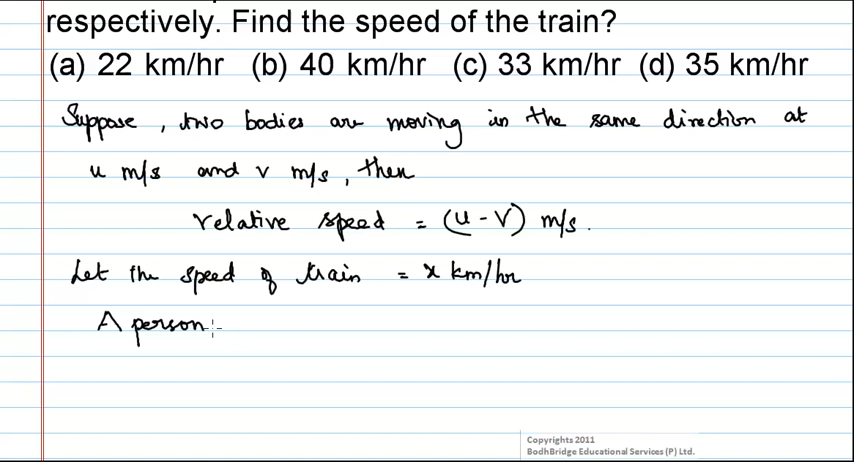 respectively. Find the speed of the train?
(a) 22 km/hr (b) 40 km/hr (c) 33 km/hr (d) 35 km/hr
Suppose, two bodies are moving in the same direction at
u m/s and v m/s, then
relative speed = (u - v) m/s.
Let the speed of train = x km/hr
A person
Copyrights 2011
BodhBridge Educational Services (P) Ltd.